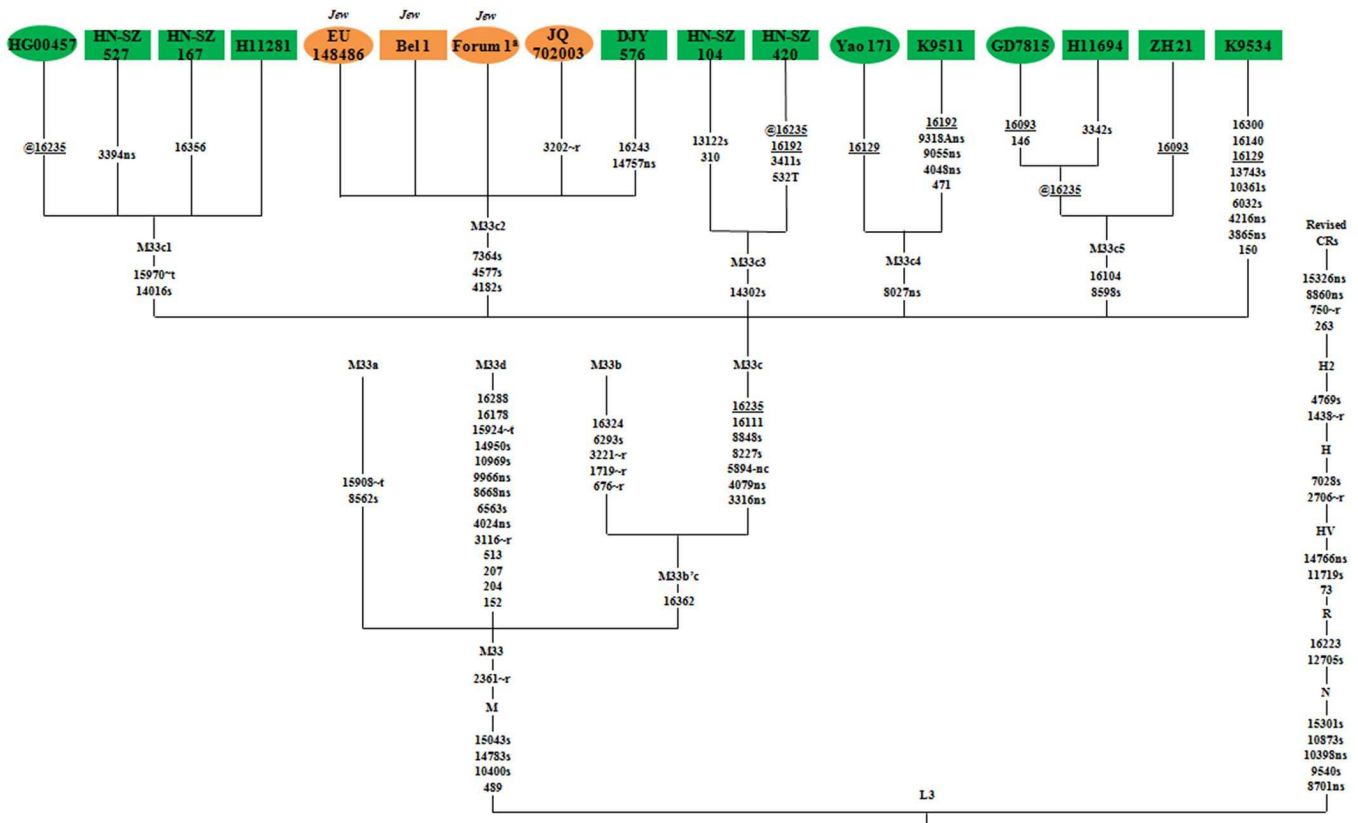 Jew
Jew
Jew
HG00457
HN-SZ
527
HN-SZ
167
H11281
EU
148486
Bel 1
Forum 1ª
JQ
702003
DJY
576
HN-SZ
104
HN-SZ
420
Yao 171
K9511
GD7815
H11694
ZH 21
K9534
@16235
3394ns
16356
3202~r
16243
14757ns
13122s
310
@16235
16192
3411s
532T
16129
16192
9318Ans
9055ns
4048ns
471
16093
146
3342s
@16235
16093
16300
16140
16129
13743s
10361s
6032s
4216ns
3865ns
150
M33c1
15970~t
14016s
M33c2
7364s
4577s
4182s
M33c3
14302s
M33c4
8027ns
M33c5
16104
8598s
Revised
CRs
15326ns
8860ns
750~r
263
H2
4769s
1438~r
H
7028s
2706~r
HV
14766ns
11719s
73
R
16223
12705s
N
15301s
10873s
10398ns
9540s
8701ns
M33a
15908~t
8562s
M33d
16288
16178
15924~t
14950s
10969s
9966ns
8668ns
6563s
4024ns
3116~r
513
207
204
152
M33b
16324
6293s
3221~r
1719~r
676~r
M33c
16235
16111
8848s
8227s
5894-nc
4079ns
3316ns
M33b'c
16362
M33
2361~r
M
15043s
14783s
10400s
489
L3